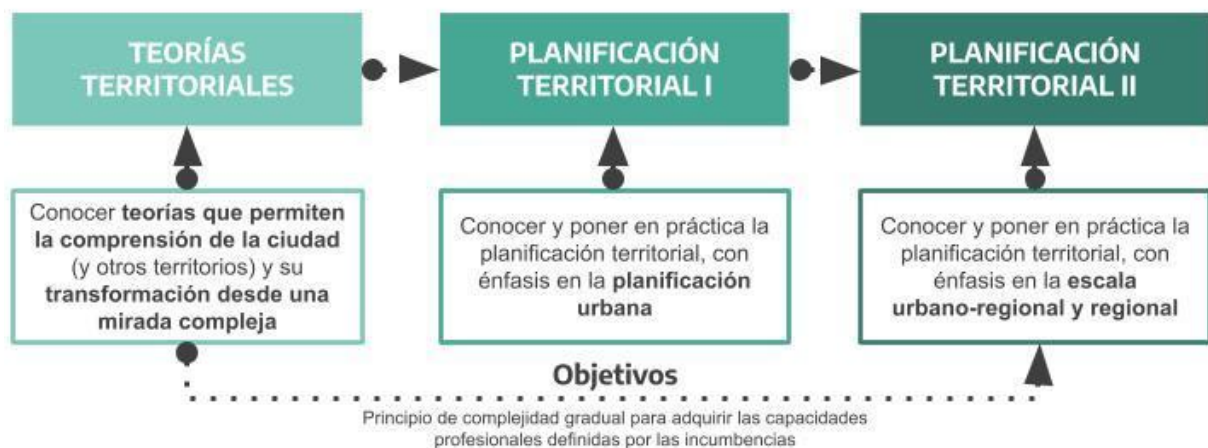 TEORÍAS
TERRITORIALES
PLANIFICACIÓN
TERRITORIAL I
PLANIFICACIÓN
TERRITORIAL II
Conocer teorías que permiten
la comprensión de la ciudad
(y otros territorios) y su
transformación desde una
mirada compleja
Conocer y poner en práctica la
planificación territorial, con
énfasis en la planificación
urbana
Conocer y poner en práctica la
planificación territorial, con
énfasis en la escala
urbano-regional y regional
Objetivos
Principio de complejidad gradual para adquirir las capacidades
profesionales definidas por las incumbencias